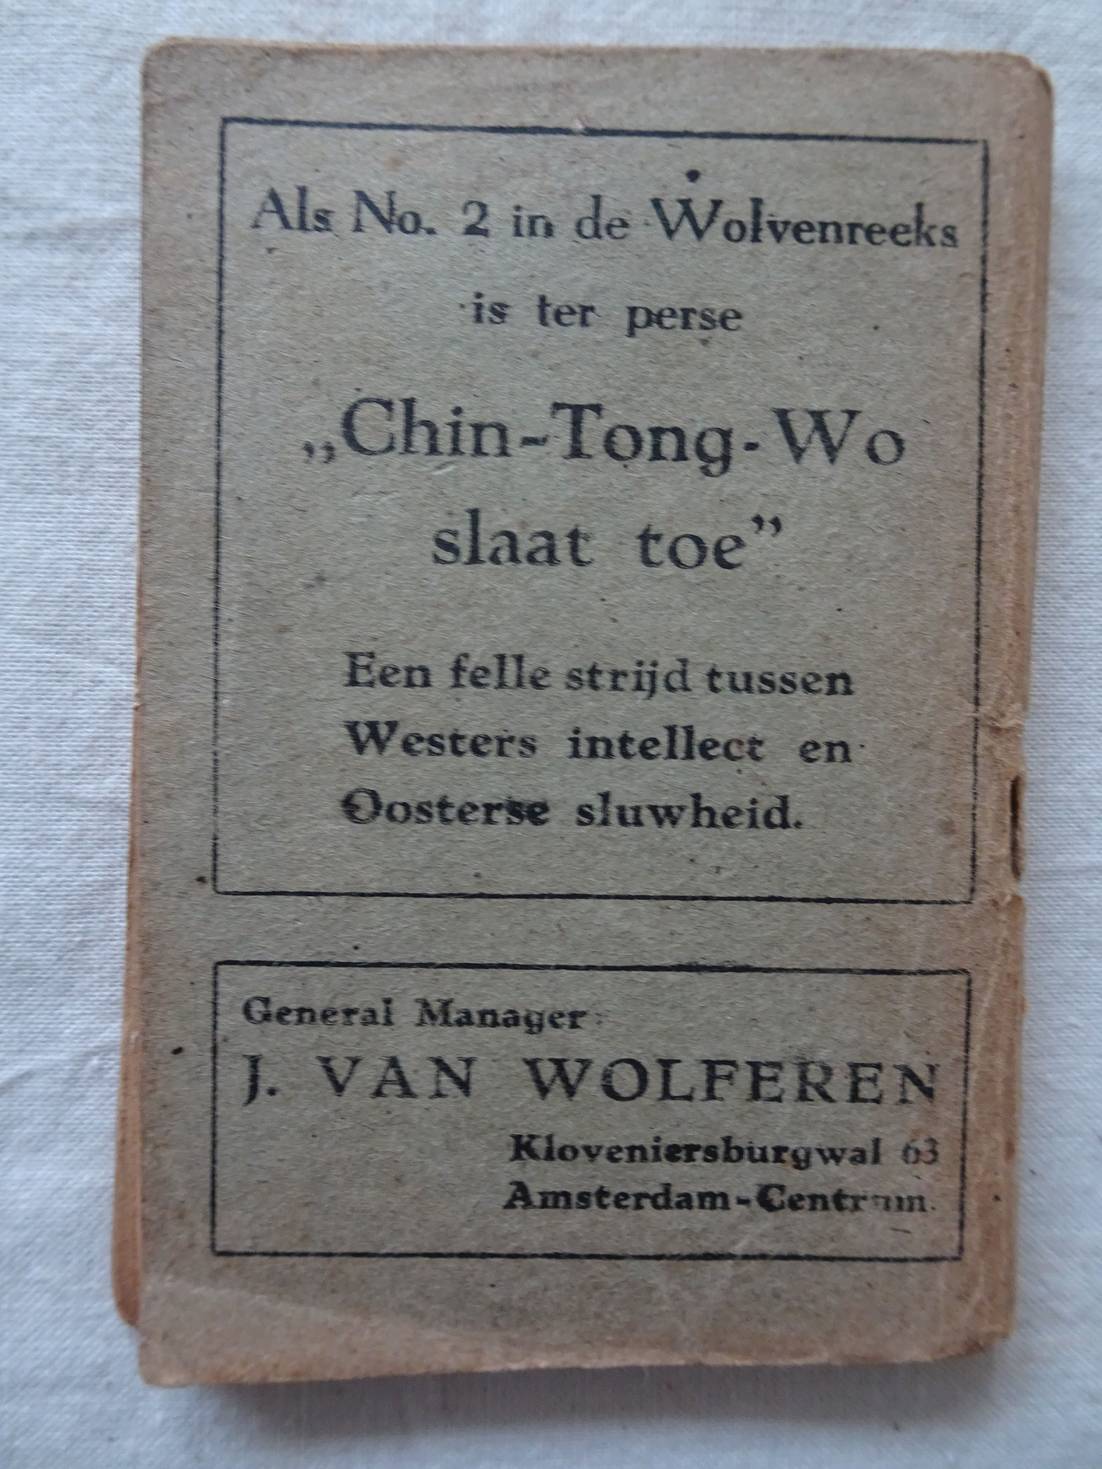 Als No. 2 in de Wolvenreeks
is ter perse
„Chin-Tong-Wo
slaat toe”
Een felle strijd tussen
Westers intellect en
Oosterse sluwheid.
General Manager:
J. VAN WOLFEREN
Kloveniersburgwal 63
Amsterdam-Centrum.